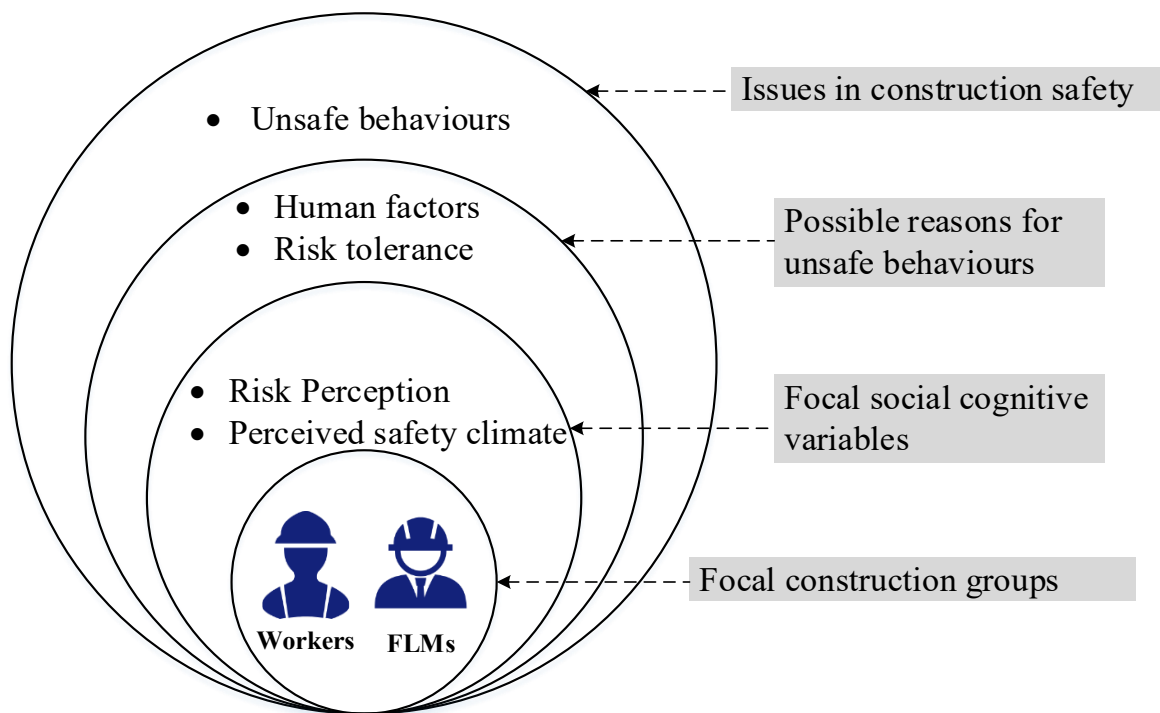 Issues in construction safety
• Unsafe behaviours
• Human factors
• Risk tolerance
Possible reasons for
unsafe behaviours
• Risk Perception
• Perceived safety climate
Focal social cognitive
variables
Focal construction groups
Workers
FLMs